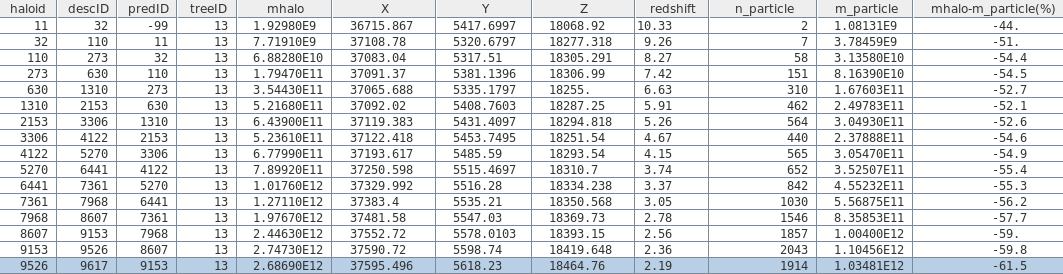 haloid descID predID treeID mhalo X Y Z redshift n_particle m_particle mhalo-m_particle(%)
11 32 -99 13 1.92980E9 36715.867 5417.6997 18068.92 10.33 2 1.08131E9 -44.
32 110 11 13 7.71910E9 37108.78 5320.6797 18277.318 9.26 7 3.78459E9 -51.
110 273 32 13 6.88280E10 37083.04 5317.51 18305.291 8.27 58 3.13580E10 -54.4
273 630 110 13 1.79470E11 37091.37 5381.1396 18306.99 7.42 151 8.16390E10 -54.5
630 1310 273 13 3.54430E11 37065.688 5335.1797 18255. 6.63 310 1.67603E11 -52.7
1310 2153 630 13 5.21680E11 37092.02 5408.7603 18287.25 5.91 462 2.49783E11 -52.1
2153 3306 1310 13 6.43900E11 37119.383 5431.4097 18294.818 5.26 564 3.04930E11 -52.6
3306 4122 2153 13 5.23610E11 37122.418 5453.7495 18251.54 4.67 440 2.37888E11 -54.6
4122 5270 3306 13 6.77990E11 37193.617 5485.59 18293.54 4.15 565 3.05470E11 -54.9
5270 6441 4122 13 7.89920E11 37250.598 5515.4697 18310.7 3.74 652 3.52507E11 -55.4
6441 7361 5270 13 1.01760E12 37329.992 5516.28 18334.238 3.37 842 4.55232E11 -55.3
7361 7968 6441 13 1.27110E12 37383.4 5535.21 18350.568 3.05 1030 5.56875E11 -56.2
7968 8607 7361 13 1.97670E12 37481.58 5547.03 18369.73 2.78 1546 8.35853E11 -57.7
8607 9153 7968 13 2.44630E12 37552.72 5578.0103 18393.15 2.56 1857 1.00400E12 -59.
9153 9526 8607 13 2.74730E12 37590.72 5598.74 18419.648 2.36 2043 1.10456E12 -59.8
9526 9617 9153 13 2.68690E12 37595.496 5618.23 18464.76 2.19 1914 1.03481E12 -61.5